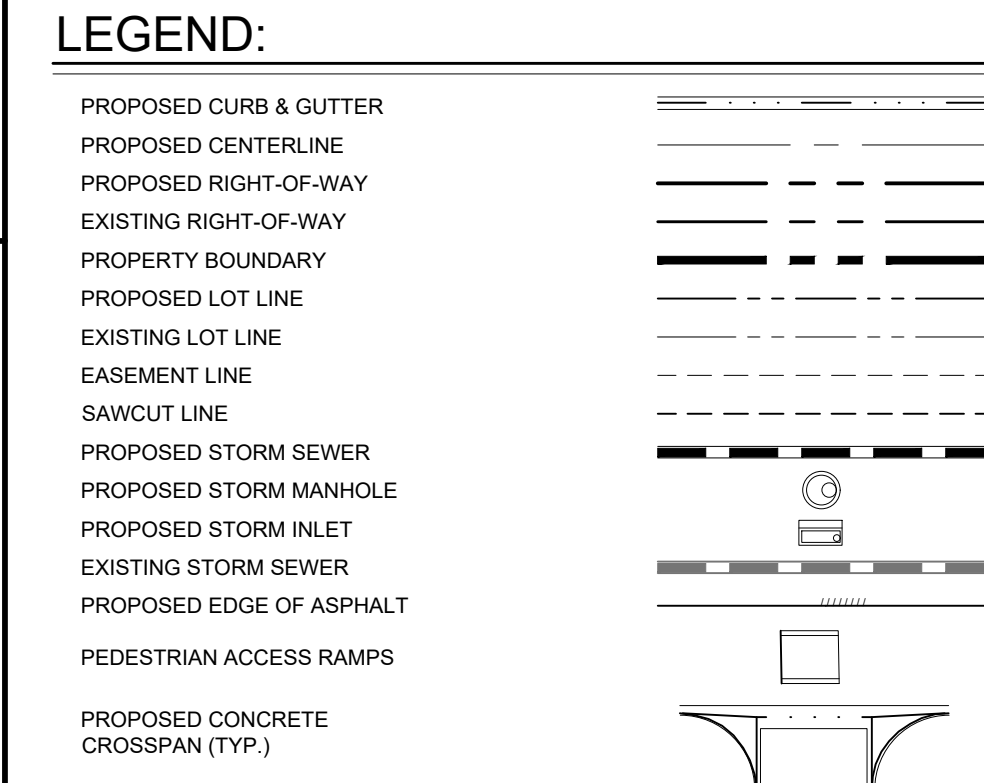 LEGEND:
PROPOSED CURB & GUTTER
PROPOSED CENTERLINE
PROPOSED RIGHT-OF-WAY
EXISTING RIGHT-OF-WAY
PROPERTY BOUNDARY
PROPOSED LOT LINE
EXISTING LOT LINE
EASEMENT LINE
SAWCUT LINE
PROPOSED STORM SEWER
PROPOSED STORM MANHOLE
PROPOSED STORM INLET
EXISTING STORM SEWER
PROPOSED EDGE OF ASPHALT
PEDESTRIAN ACCESS RAMPS
PROPOSED CONCRETE
CROSSPAN (TYP.)